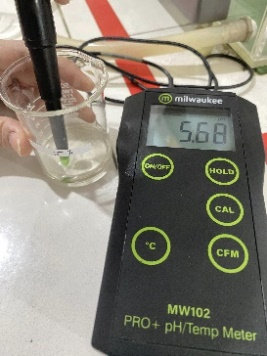 milwaukee
5.68
ON/OFF
HOLD
CAL
°C
CFM
MW102
PRO+ pH/Temp Meter